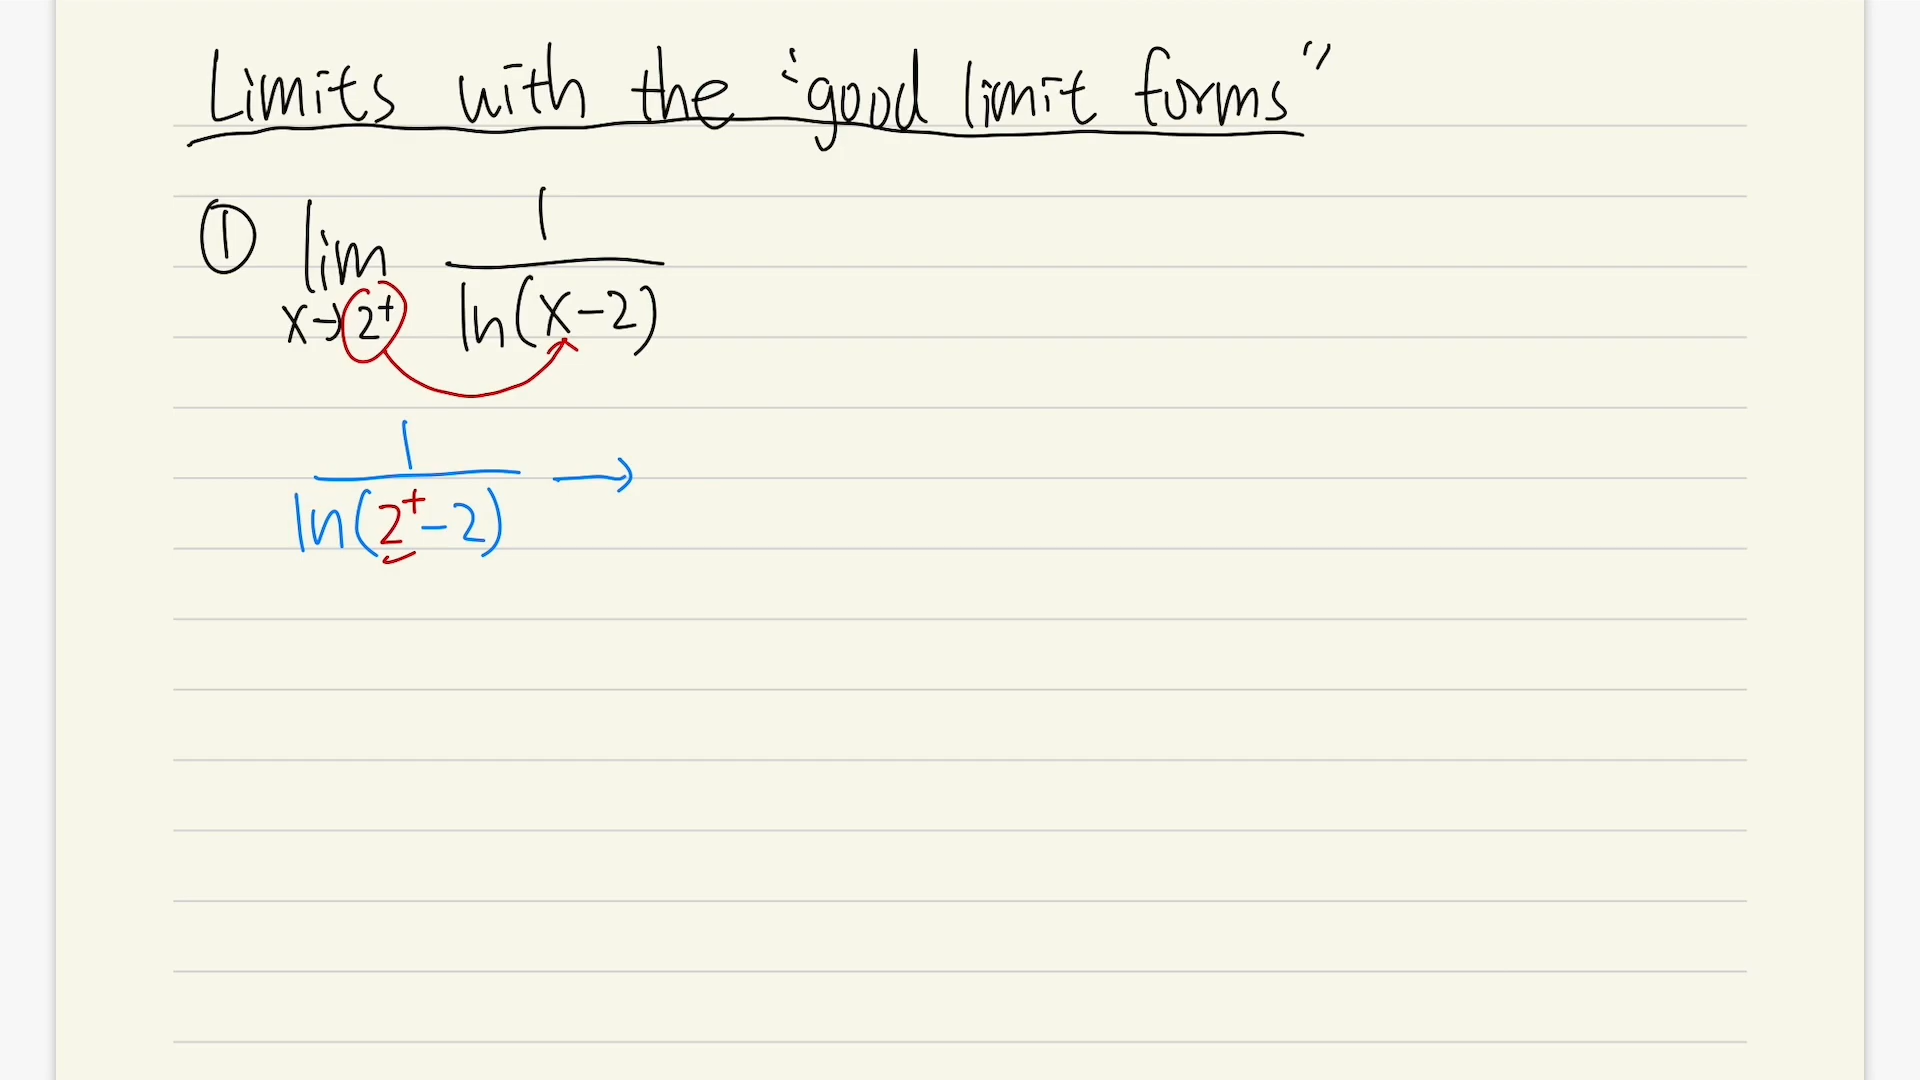 Limits with the "good limit forms"
① lim x→2⁺ 1/ln(x-2)
1/ln(2⁺-2) →